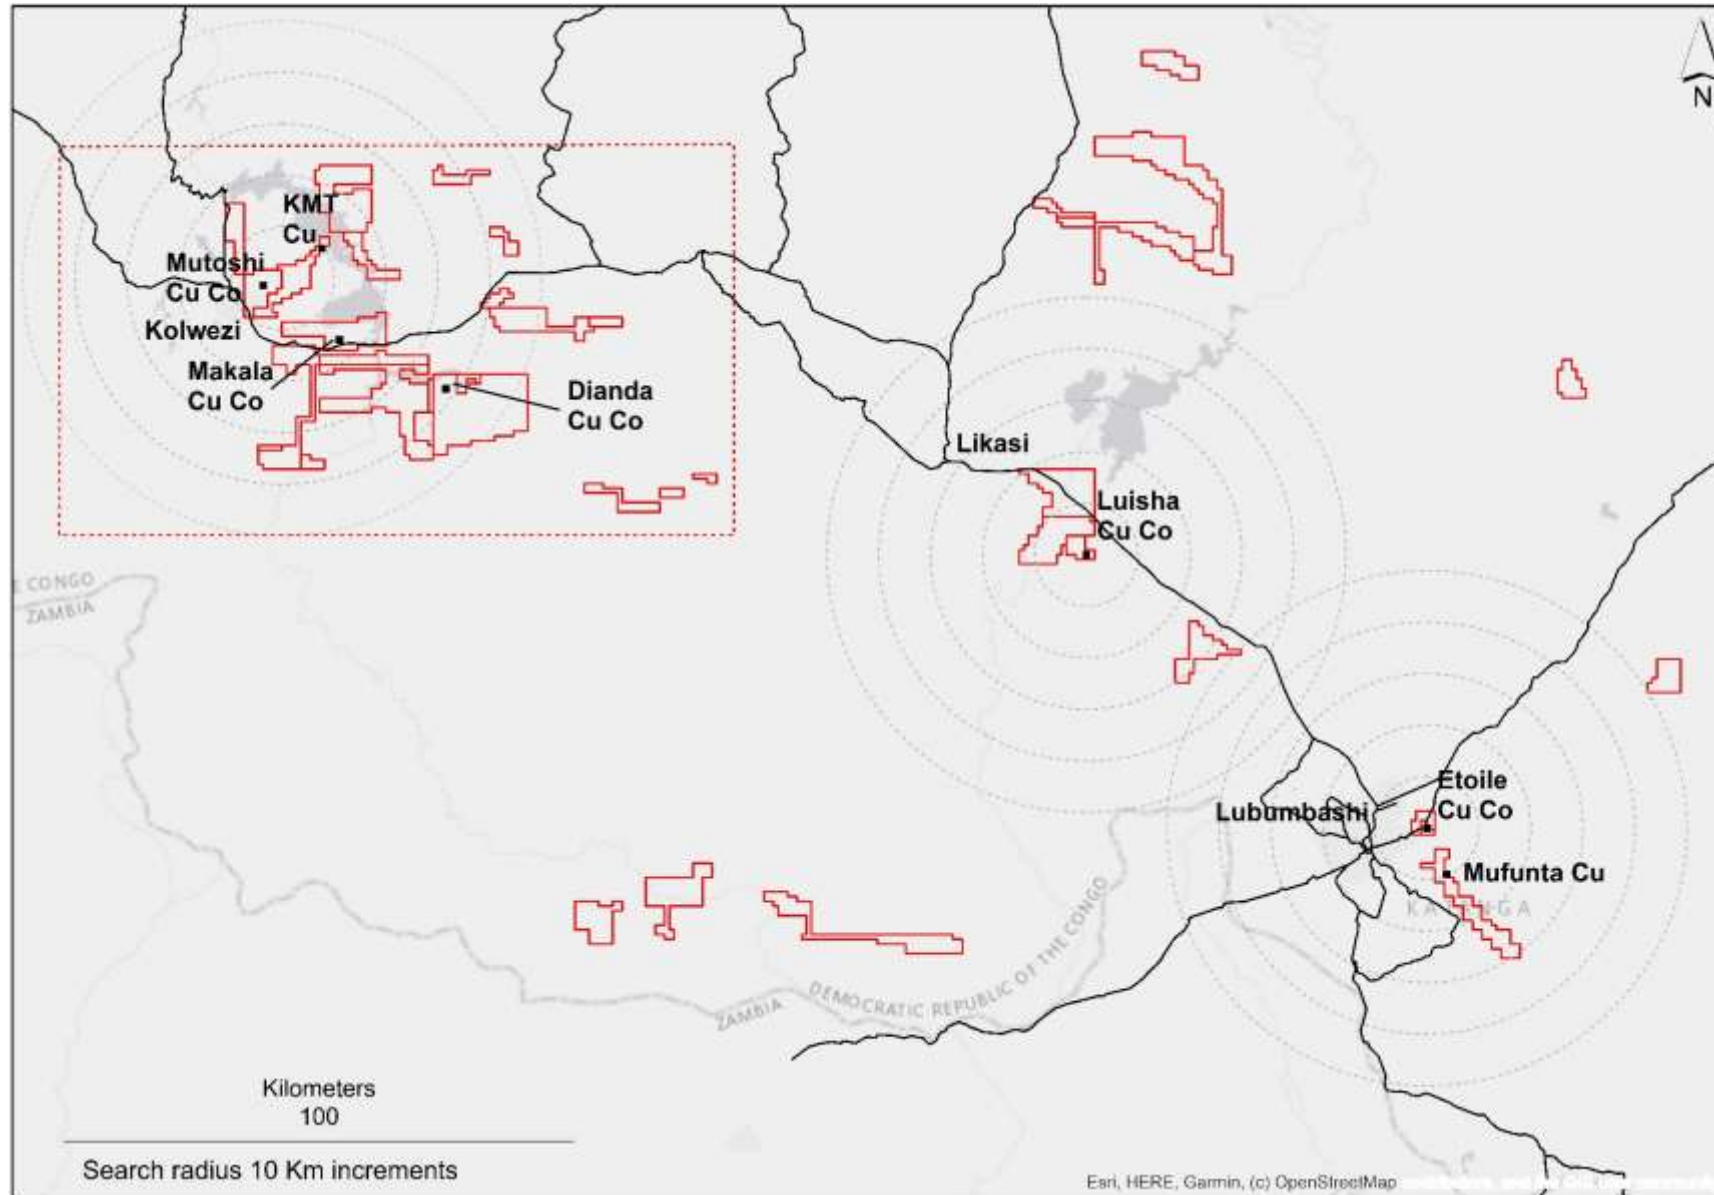 N
KMT
Cu
Mutoshi
Cu Co
Kolwezi
Makala
Cu Co
Dianda
Cu Co
Likasi
Luisha
Cu Co
E CONGO
ZAMBIA
Etoile
Cu Co
Lubumbashi
Mufunta Cu
KATANGA
DEMOCRATIC REPUBLIC OF THE CONGO
ZAMBIA
Kilometers
100
Search radius 10 Km increments
Esri, HERE, Garmin, (c) OpenStreetMap